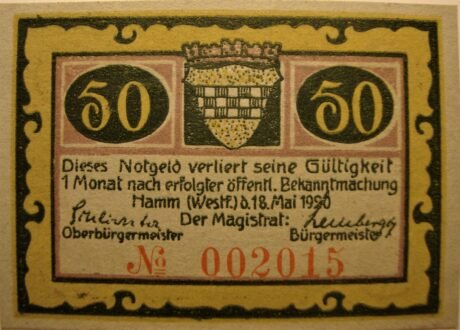 50 50
Dieses Notgeld verliert seine Gültigkeit
1 Monat nach erfolgter öffentl. Bekanntmachung
Hamm (Westf.) d. 18. Mai 1920
Der Magistrat:
Oberbürgermeister Bürgermeister
No 002015